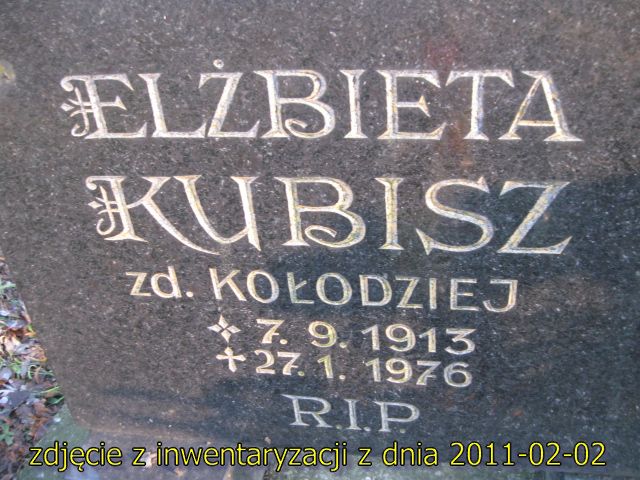 ELŻBIETA
KUBISZ
zd. KOŁODZIEJ
7. 9. 1913
27. 1. 1976
R.I.P
zdjęcie z inwentaryzacji z dnia 2011-02-02